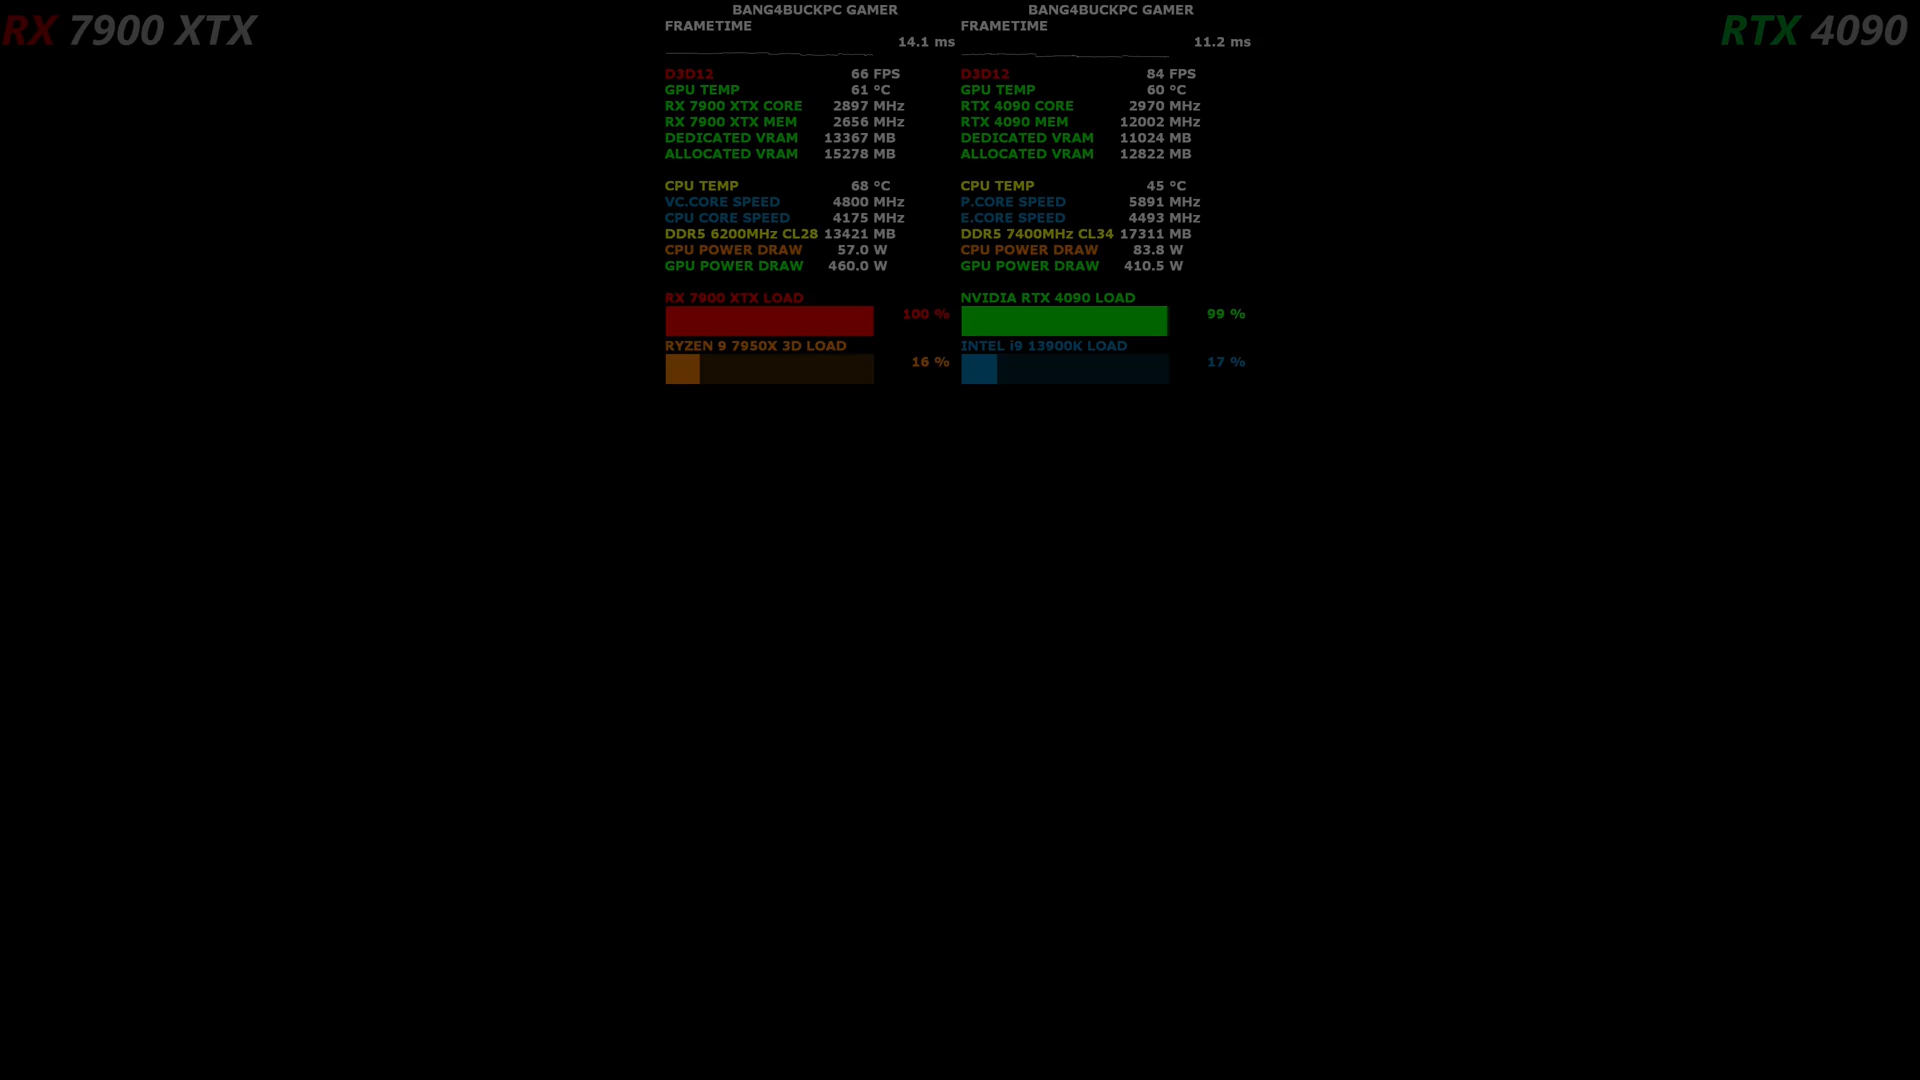 RX 7900 XTX
BANG4BUCKPC GAMER
FRAMETIME
14.1 ms
D3D12 66 FPS
GPU TEMP 61 °C
RX 7900 XTX CORE 2897 MHz
RX 7900 XTX MEM 2656 MHz
DEDICATED VRAM 13367 MB
ALLOCATED VRAM 15278 MB
CPU TEMP 68 °C
VC.CORE SPEED 4800 MHz
CPU CORE SPEED 4175 MHz
DDR5 6200MHz CL28 13421 MB
CPU POWER DRAW 57.0 W
GPU POWER DRAW 460.0 W
RX 7900 XTX LOAD
100 %
RYZEN 9 7950X 3D LOAD
16 %
BANG4BUCKPC GAMER
FRAMETIME
11.2 ms
D3D12 84 FPS
GPU TEMP 60 °C
RTX 4090 CORE 2970 MHz
RTX 4090 MEM 12002 MHz
DEDICATED VRAM 11024 MB
ALLOCATED VRAM 12822 MB
CPU TEMP 45 °C
P.CORE SPEED 5891 MHz
E.CORE SPEED 4493 MHz
DDR5 7400MHz CL34 17311 MB
CPU POWER DRAW 83.8 W
GPU POWER DRAW 410.5 W
NVIDIA RTX 4090 LOAD
99 %
INTEL i9 13900K LOAD
17 %
RTX 4090